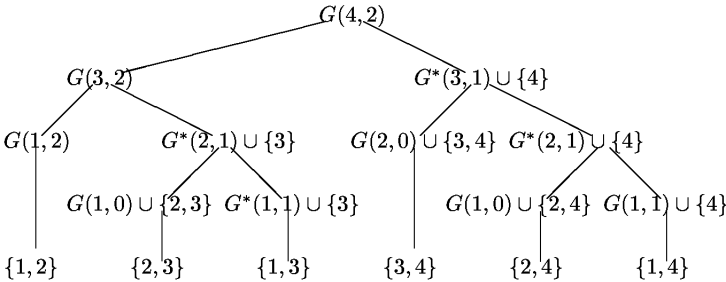 G(4, 2)
G(3, 2) G*(3, 1) ∪ {4}
G(1, 2) G*(2, 1) ∪ {3} G(2, 0) ∪ {3, 4} G*(2, 1) ∪ {4}
G(1, 0) ∪ {2, 3} G*(1, 1) ∪ {3} G(1, 0) ∪ {2, 4} G(1, 1) ∪ {4}
{1, 2} {2, 3} {1, 3} {3, 4} {2, 4} {1, 4}